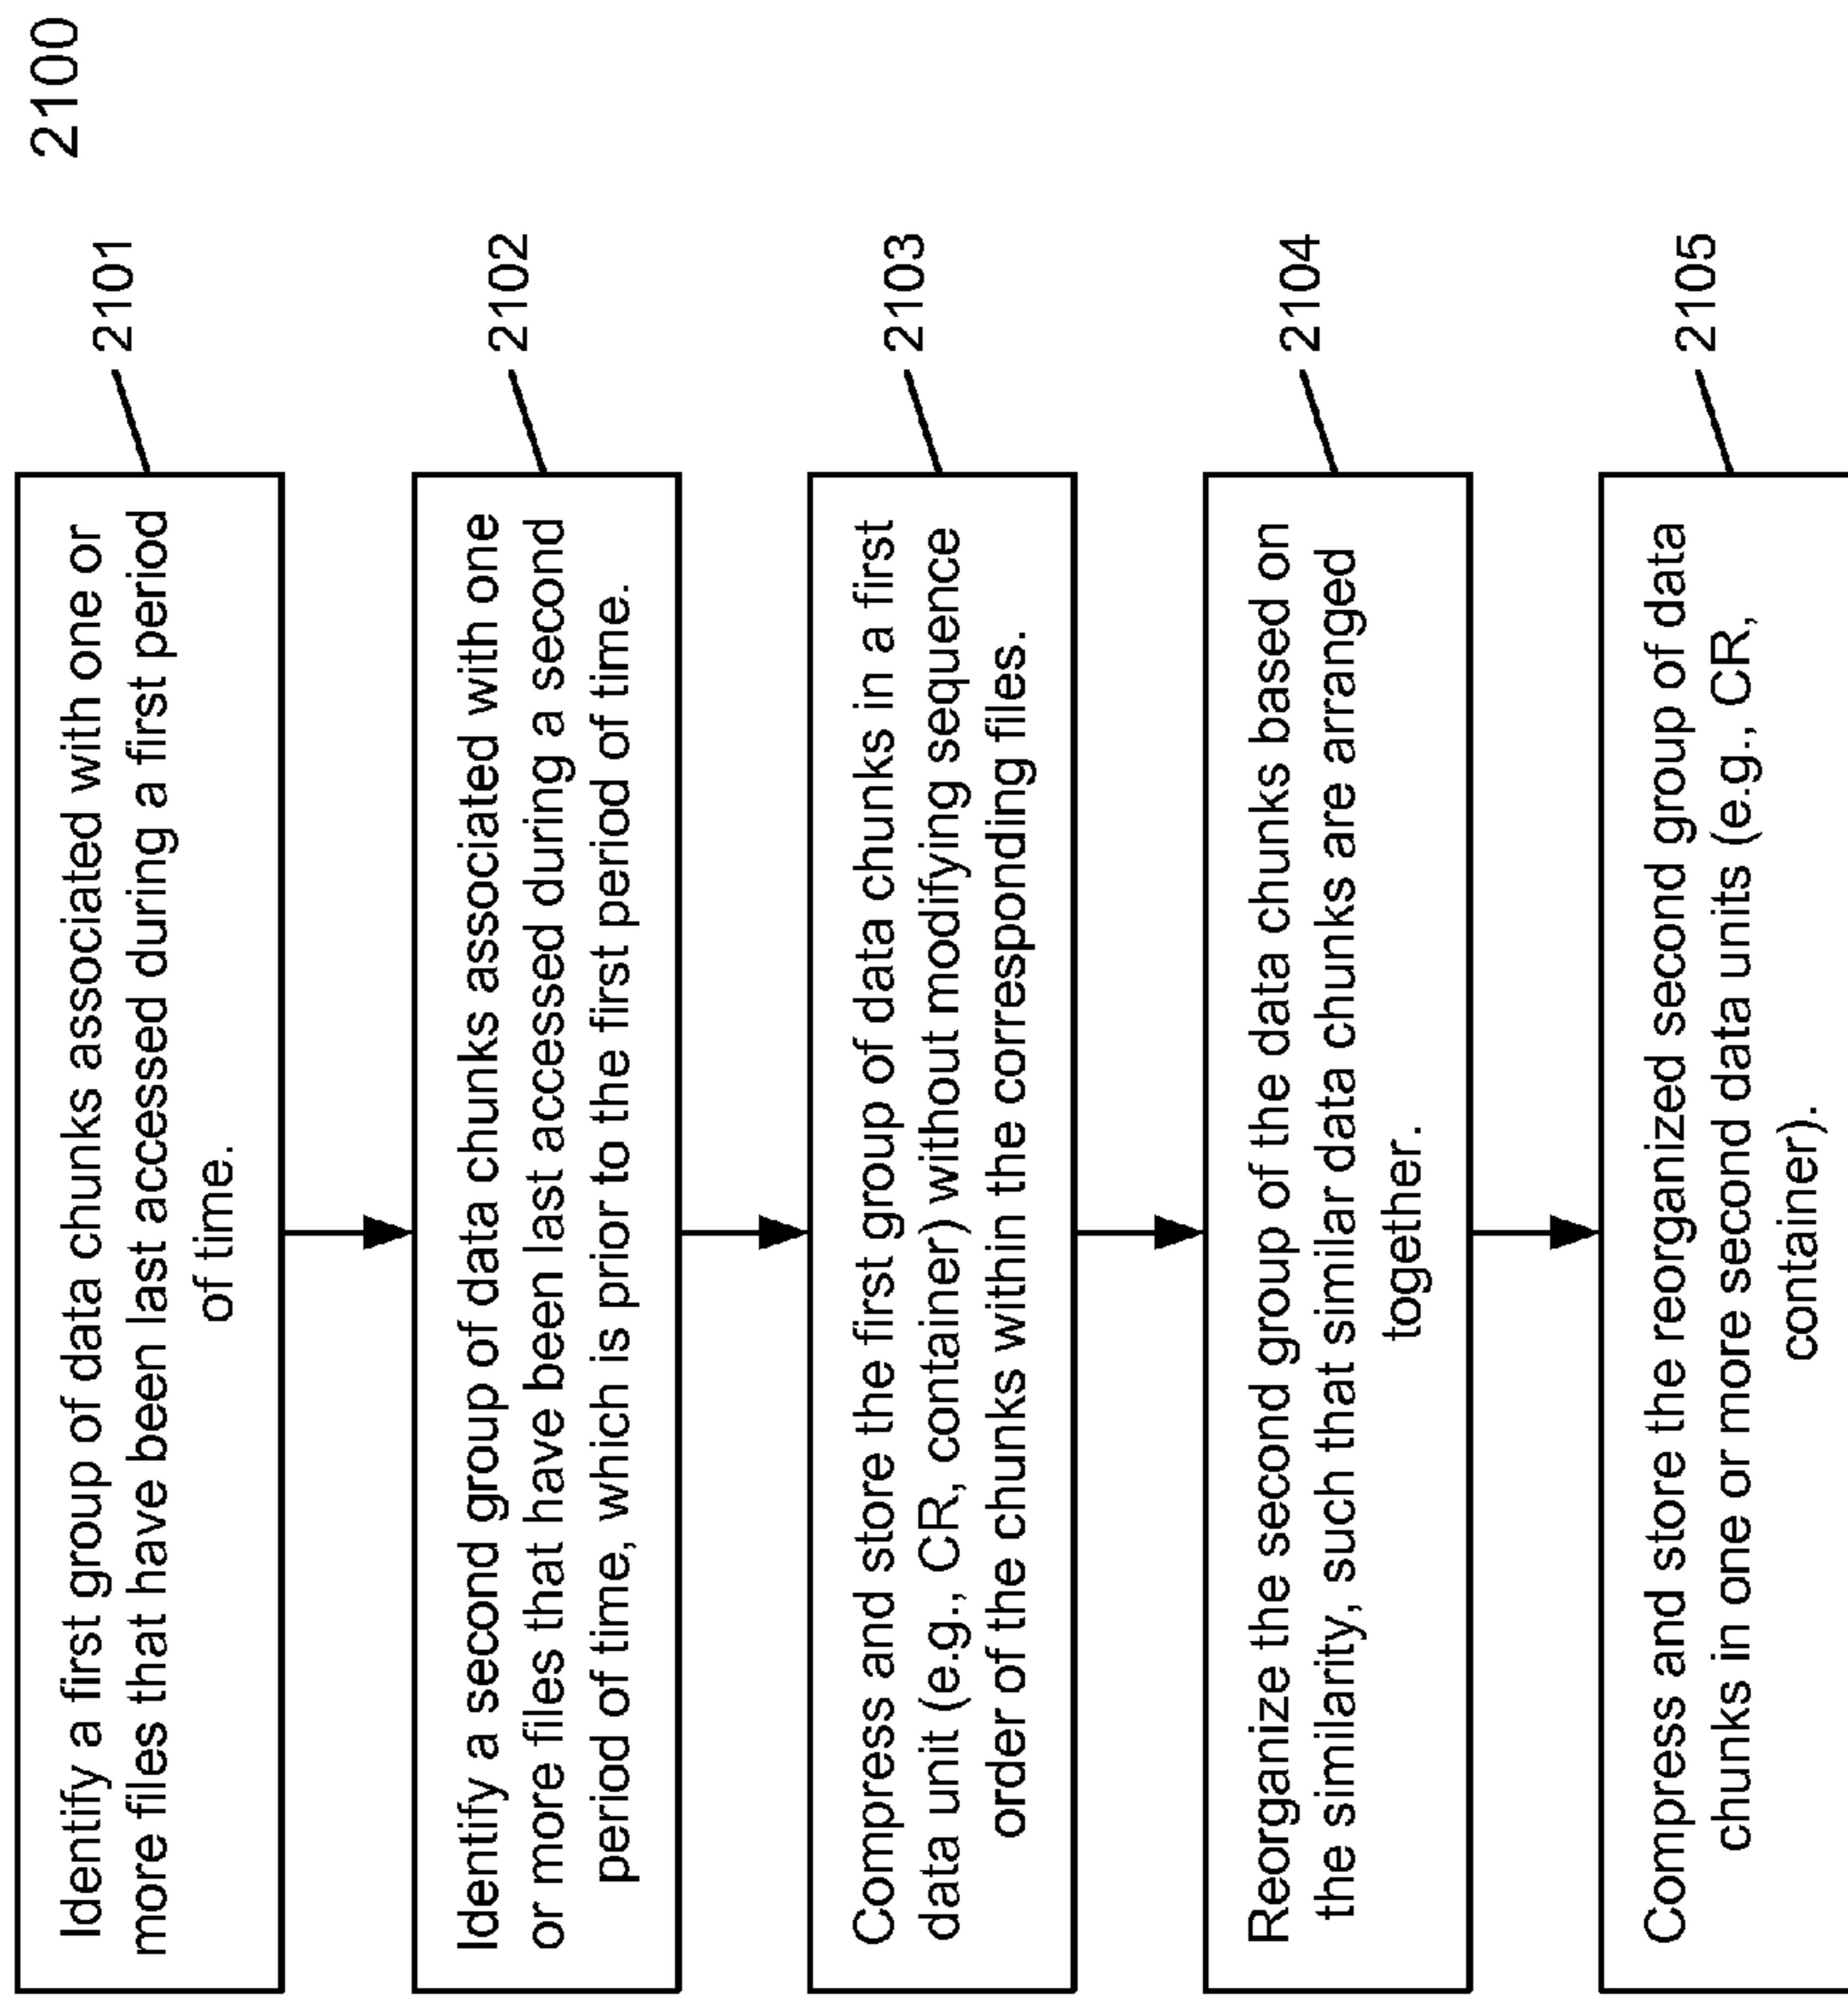 2100
Identify a first group of data chunks associated with one or
more files that have been last accessed during a first period
of time.
2101
Identify a second group of data chunks associated with one
or more files that have been last accessed during a second
period of time, which is prior to the first period of time.
2102
Compress and store the first group of data chunks in a first
data unit (e.g., CR, container) without modifying sequence
order of the chunks within the corresponding files.
2103
Reorganize the second group of the data chunks based on
the similarity, such that similar data chunks are arranged
together.
2104
Compress and store the reorganized second group of data
chunks in one or more second data units (e.g., CR,
container).
2105